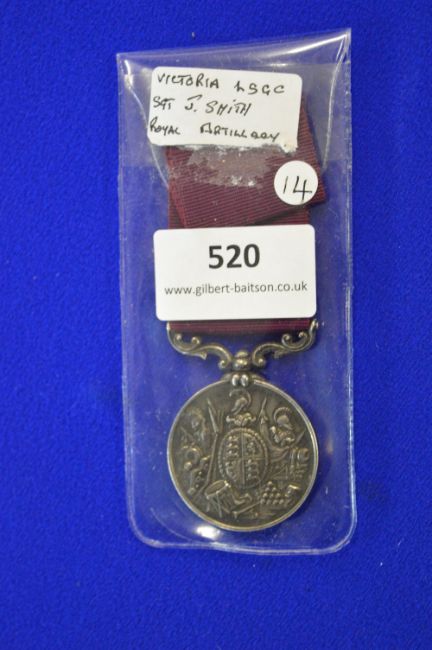 VICTORIA LSGC
Sgt J. Smith
Royal Artillery
14
520
www.gilbert-baitson.co.uk